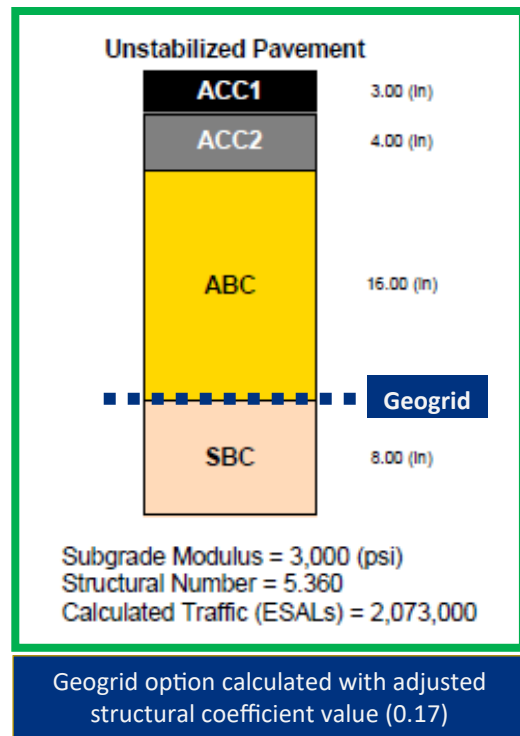 Unstabilized Pavement
ACC1 3.00 (in)
ACC2 4.00 (in)
ABC 16.00 (in)
Geogrid
SBC 8.00 (in)
Subgrade Modulus = 3,000 (psi)
Structural Number = 5.360
Calculated Traffic (ESALs) = 2,073,000
Geogrid option calculated with adjusted
structural coefficient value (0.17)